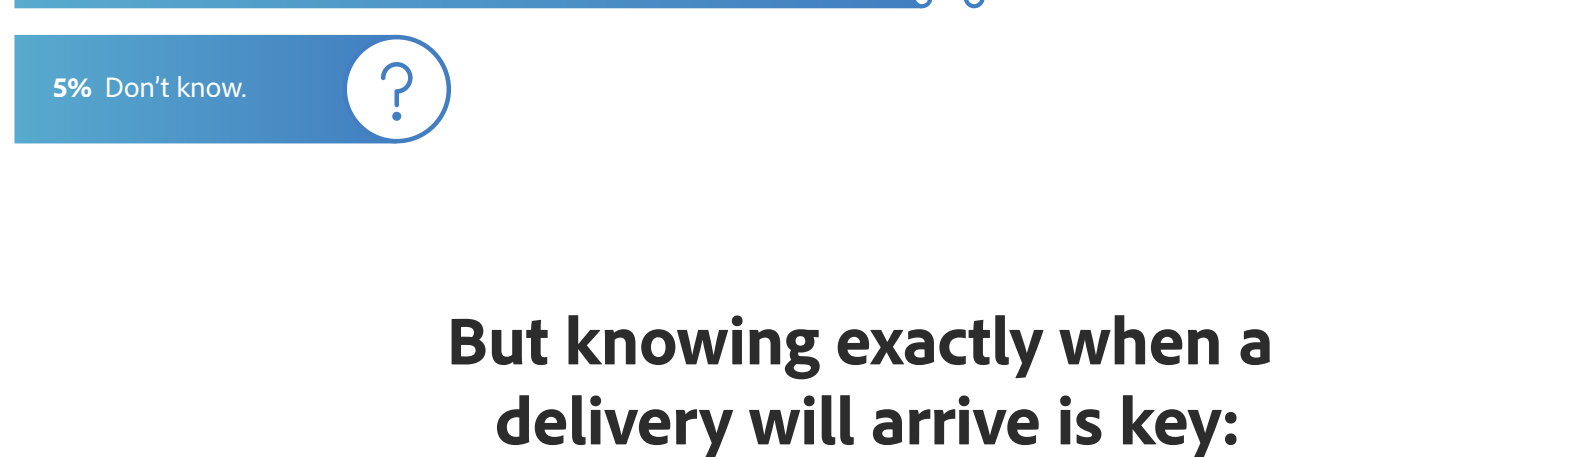 5% Don't know.
?
But knowing exactly when a
delivery will arrive is key: